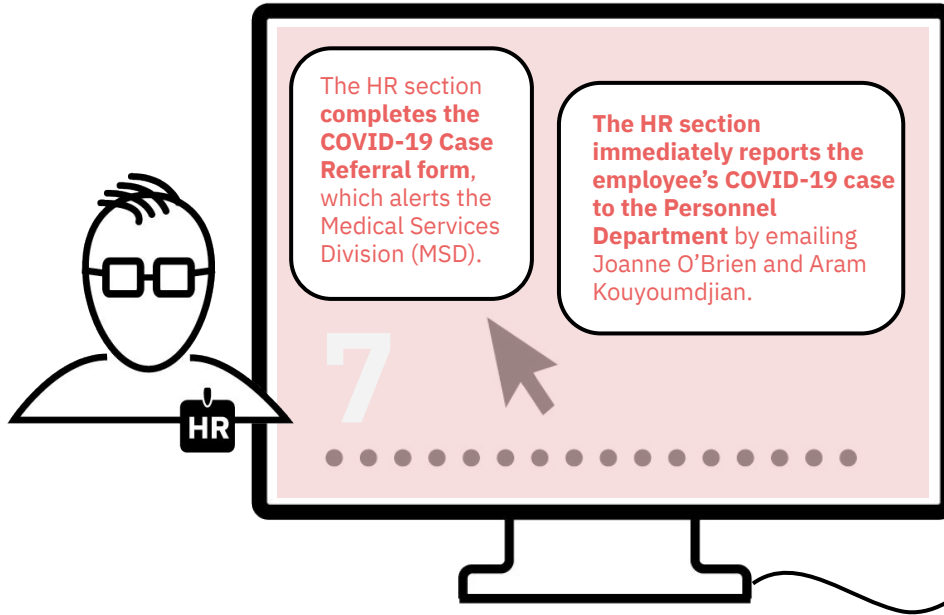 The HR section
completes the
COVID-19 Case
Referral form,
which alerts the
Medical Services
Division (MSD).
The HR section
immediately reports the
employee’s COVID-19 case
to the Personnel
Department by emailing
Joanne O’Brien and Aram
Kouyoumdjian.
7
HR